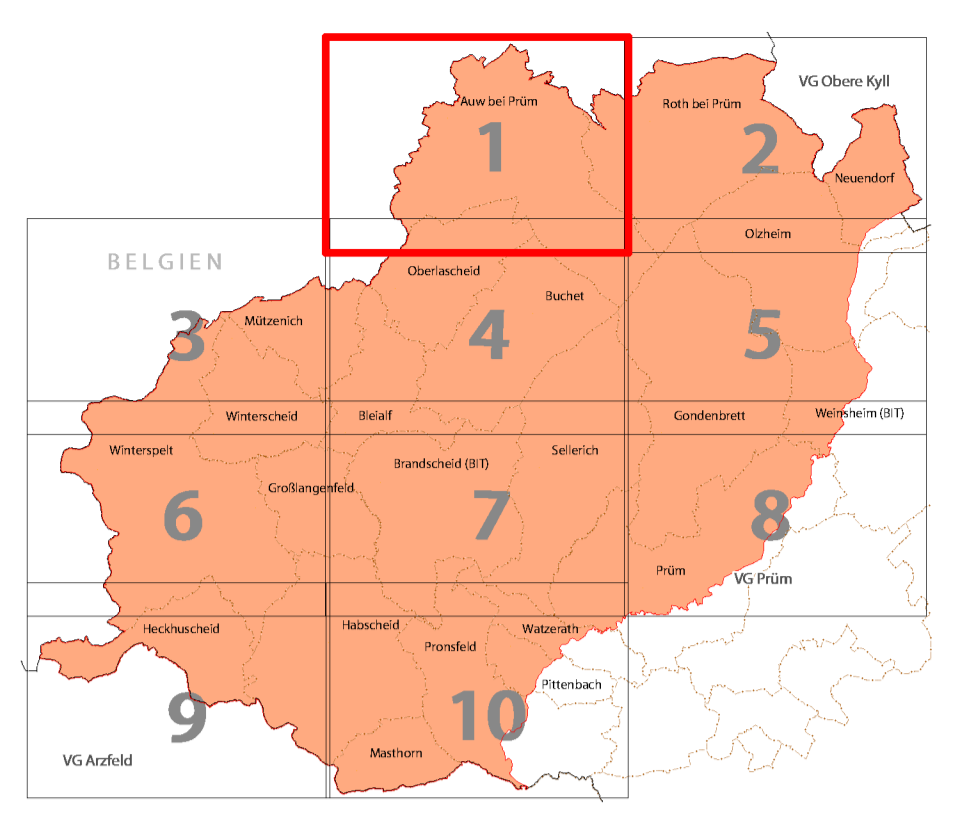 VG Obere Kyll
Auw bei Prüm
Roth bei Prüm
1
2
Neuendorf
Olzheim
BELGIEN
Oberlascheid
Buchet
Mützenich
3
4
5
Winterscheid
Bleialf
Gondenbrett
Weinsheim (BIT)
Winterspelt
Brandscheid (BIT)
Sellerich
Großlangenfeld
6
7
8
Prüm
VG Prüm
Heckhuscheid
Habscheid
Watzerath
Pronsfeld
Pittenbach
9
10
Masthorn
VG Arzfeld